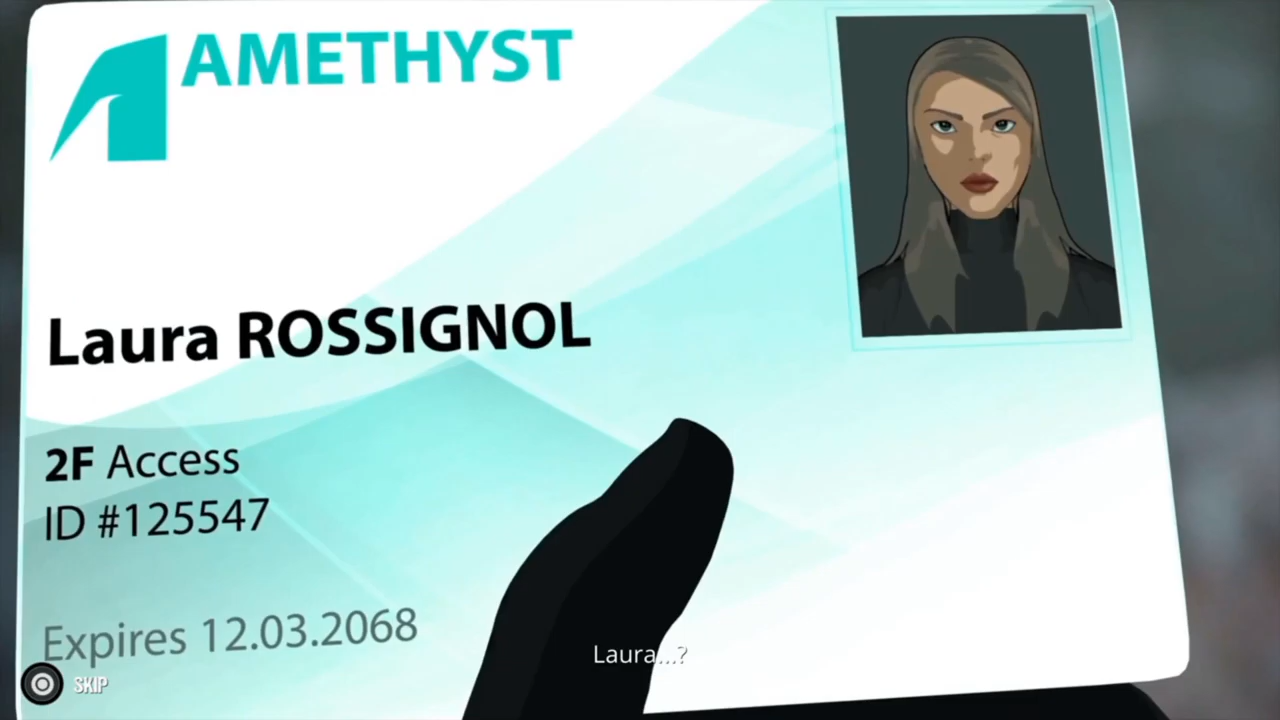 AMETHYST
Laura ROSSIGNOL
2F Access
ID #125547
Expires 12.03.2068
Laura...?
SKIP